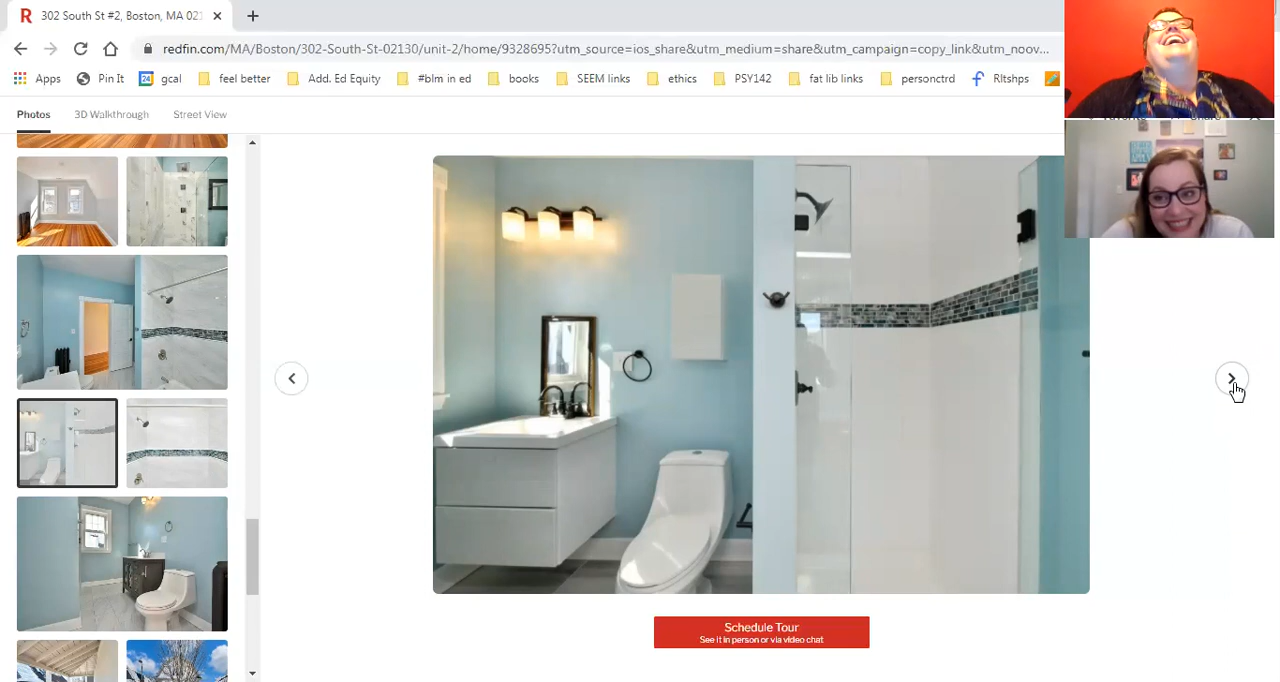 302 South St #2, Boston, MA 021
redfin.com/MA/Boston/302-South-St-02130/unit-2/home/9328695?utm_source=ios_share&utm_medium=share&utm_campaign=copy_link&utm_noov...
Apps Pin It 24 gcal feel better Add. Ed Equity #blm in ed books SEEM links ethics PSY142 fat lib links personctrd Rltshps
Photos 3D Walkthrough Street View
Schedule Tour
See it in person or via video chat